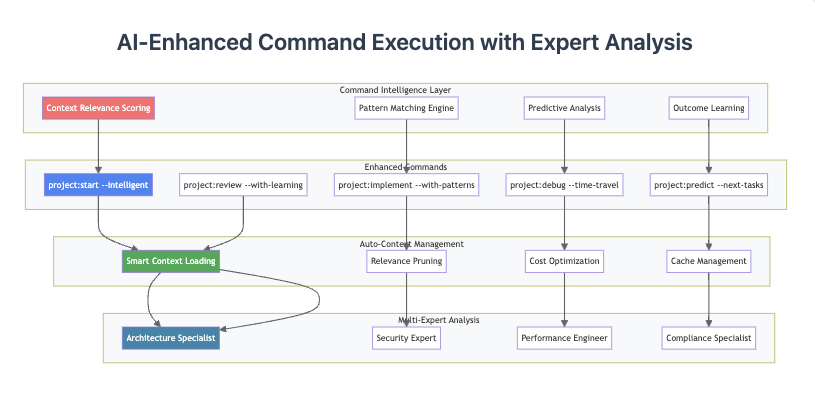 AI-Enhanced Command Execution with Expert Analysis
Command Intelligence Layer
Context Relevance Scoring
Pattern Matching Engine
Predictive Analysis
Outcome Learning
Enhanced Commands
project:start --intelligent
project:review --with-learning
project:implement --with-patterns
project:debug --time-travel
project:predict --next-tasks
Auto-Context Management
Smart Context Loading
Relevance Pruning
Cost Optimization
Cache Management
Multi-Expert Analysis
Architecture Specialist
Security Expert
Performance Engineer
Compliance Specialist